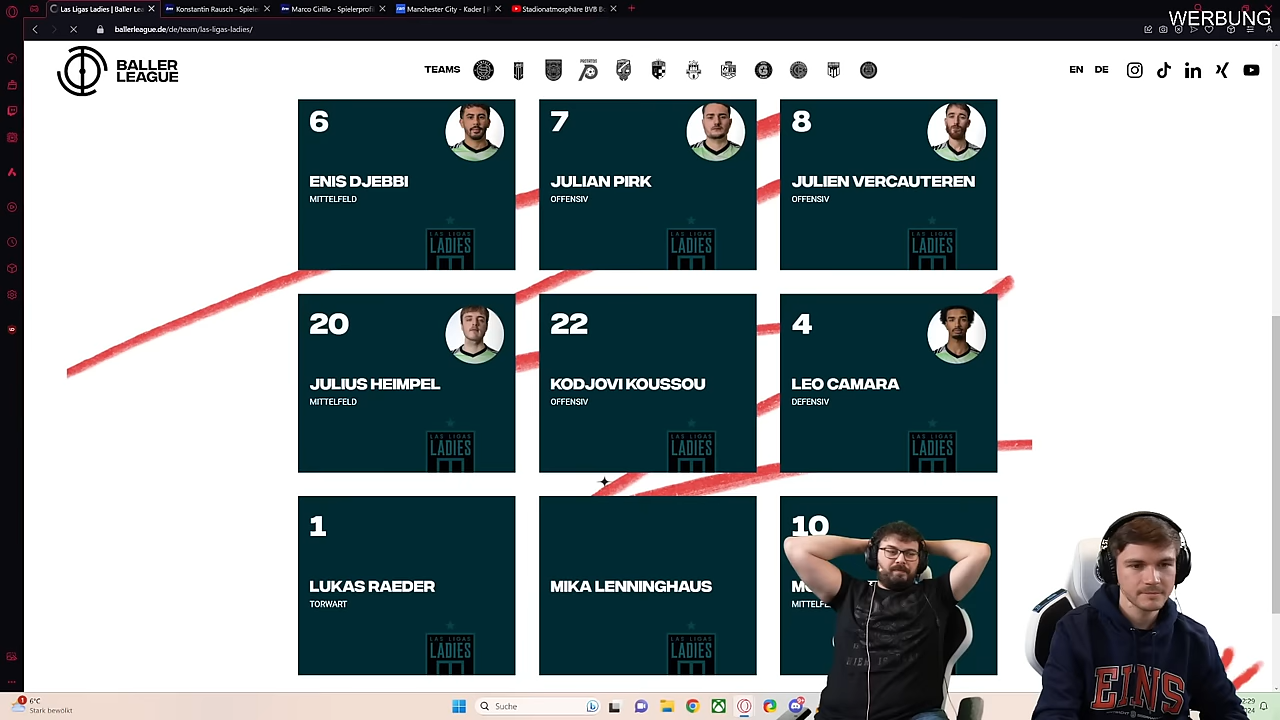 Las Ligas Ladies | Baller Lea
Konstantin Rausch - Spiele
Marco Cirillo - Spielerprofi
Manchester City - Kader |
Stadionatmosphäre BVB B
WERBUNG
ballerleague.de/de/team/las-ligas-ladies/
BALLER
LEAGUE
TEAMS
EN
DE
6
ENIS DJEBBI
MITTELFELD
LAS LIGAS
LADIES
7
JULIAN PIRK
OFFENSIV
LAS LIGAS
LADIES
8
JULIEN VERCAUTEREN
OFFENSIV
LAS LIGAS
LADIES
20
JULIUS HEIMPEL
MITTELFELD
LAS LIGAS
LADIES
22
KODJOVI KOUSSOU
OFFENSIV
LAS LIGAS
LADIES
4
LEO CAMARA
DEFENSIV
LAS LIGAS
LADIES
1
LUKAS RAEDER
TORWART
LAS LIGAS
LADIES
MIKA LENNINGHAUS
LAS LIGAS
LADIES
10
EINS
6°C
Stark bewölkt
Suche